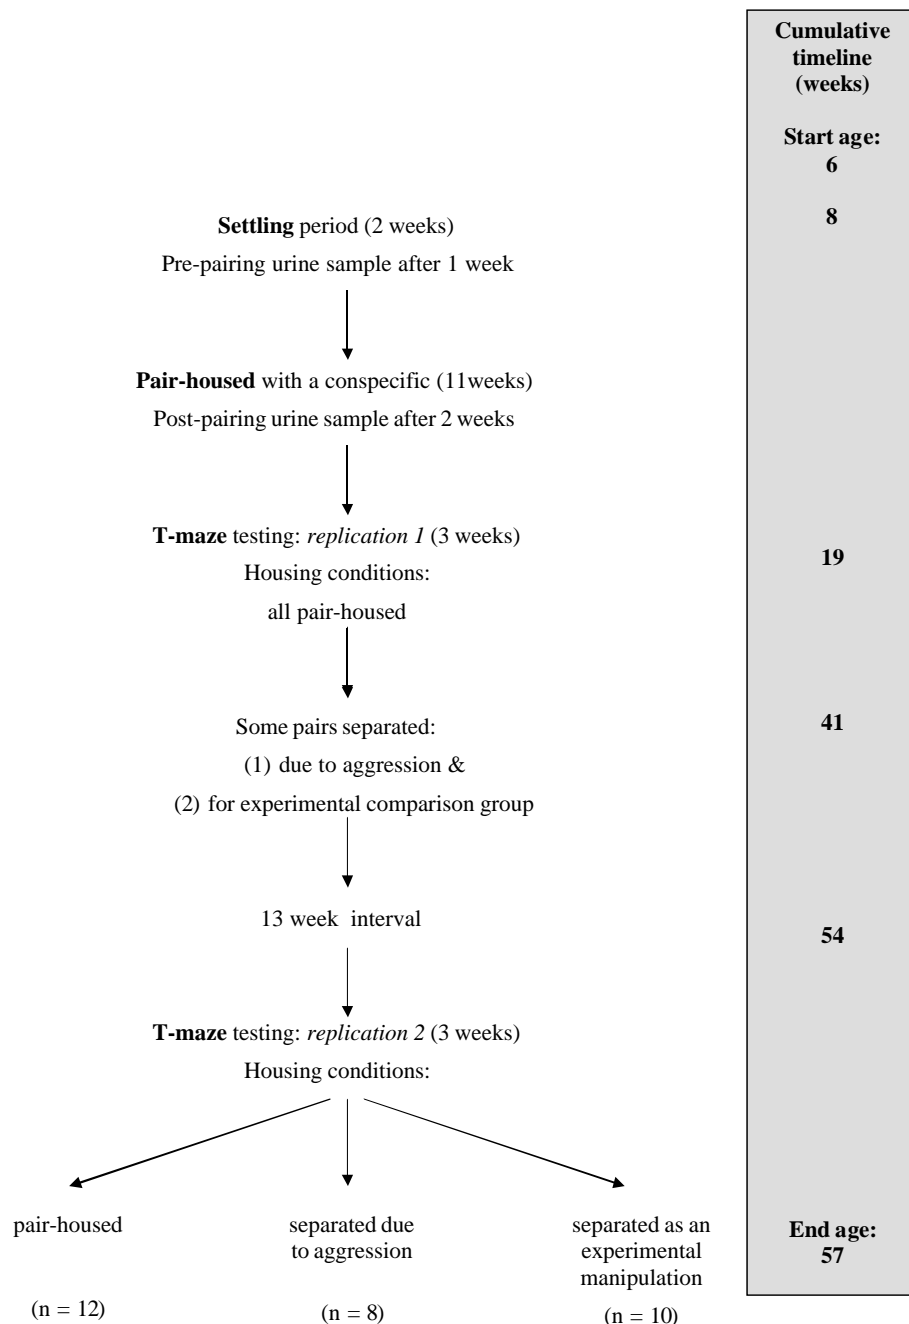 Cumulative
timeline
(weeks)
Start age:
6
8
Settling period (2 weeks)
Pre-pairing urine sample after 1 week
Pair-housed with a conspecific (11weeks)
Post-pairing urine sample after 2 weeks
T-maze testing: replication 1 (3 weeks)
Housing conditions:
all pair-housed
19
Some pairs separated:
(1) due to aggression &
(2) for experimental comparison group
41
13 week interval
54
T-maze testing: replication 2 (3 weeks)
Housing conditions:
pair-housed
(n = 12)
separated due
to aggression
(n = 8)
separated as an
experimental
manipulation
(n = 10)
End age:
57